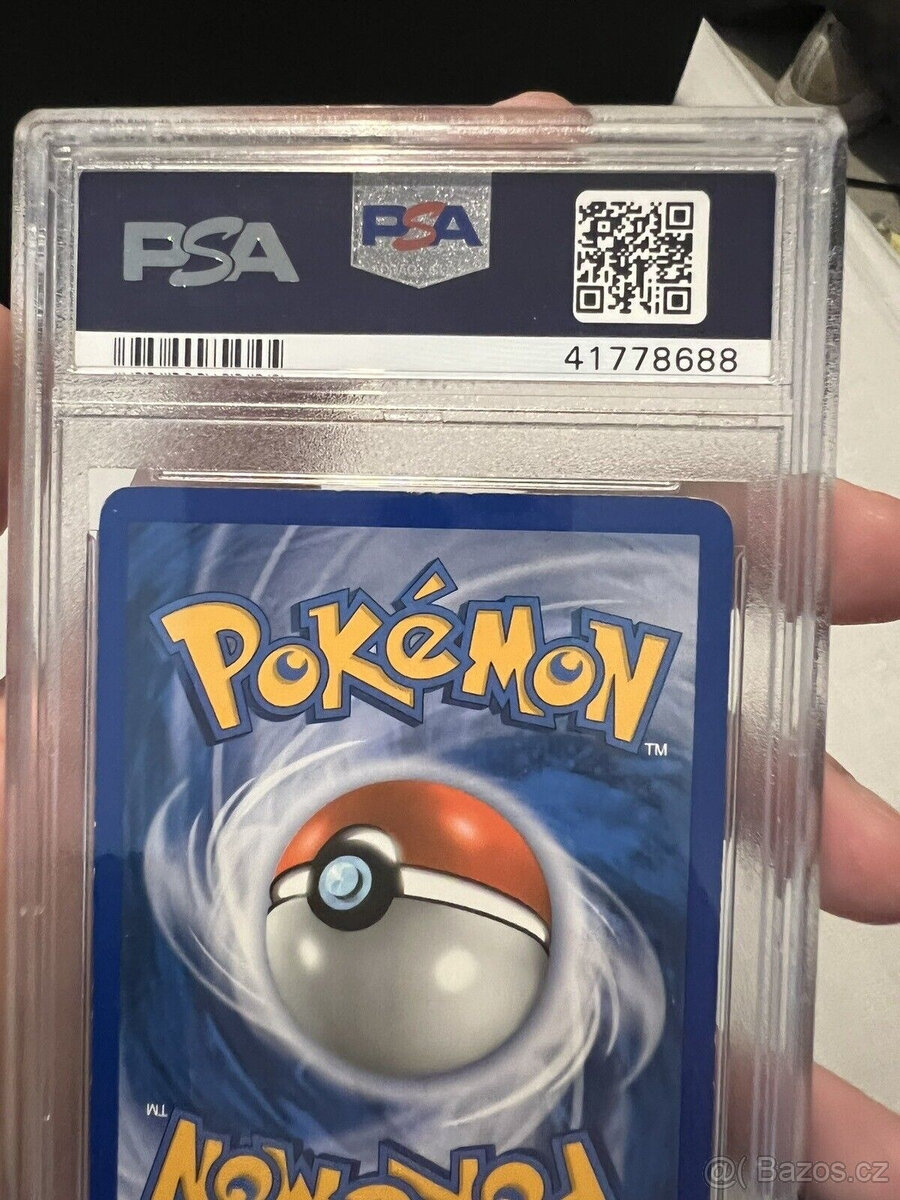 PSA
PSA
41778688
POKéMON
TM
TM
POKéMON
@( Bazos.cz